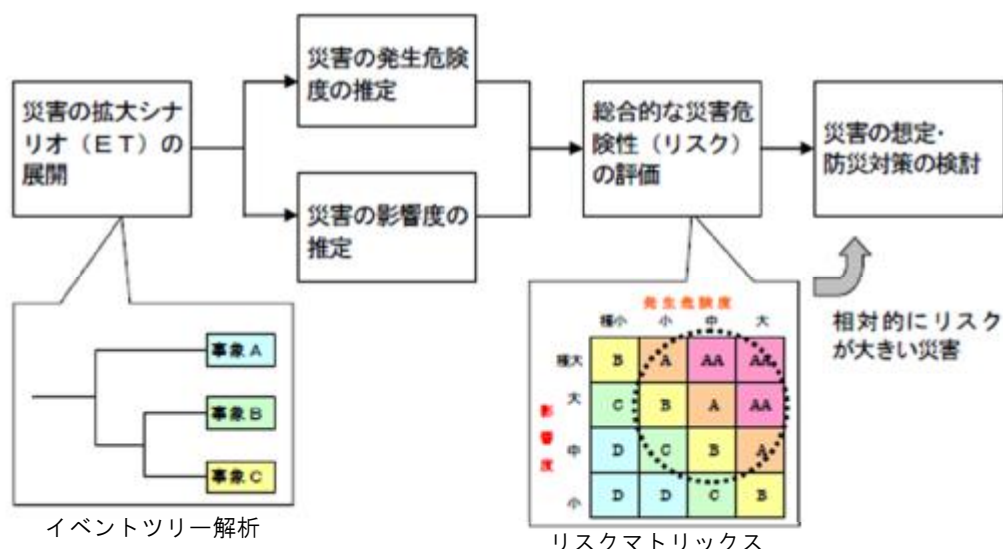 災害の拡大シナ
リオ（ＥＴ）の
展開
災害の発生危険
度の推定
災害の影響度の
推定
総合的な災害危
険性（リスク）
の評価
災害の想定・
防災対策の検討
事象A
事象B
事象C
イベントツリー解析
発生危険度
極小 小 中 大
影響度
極大 B A AA AA
大 C B A AA
中 D C B A
小 D D C B
リスクマトリックス
相対的にリスク
が大きい災害